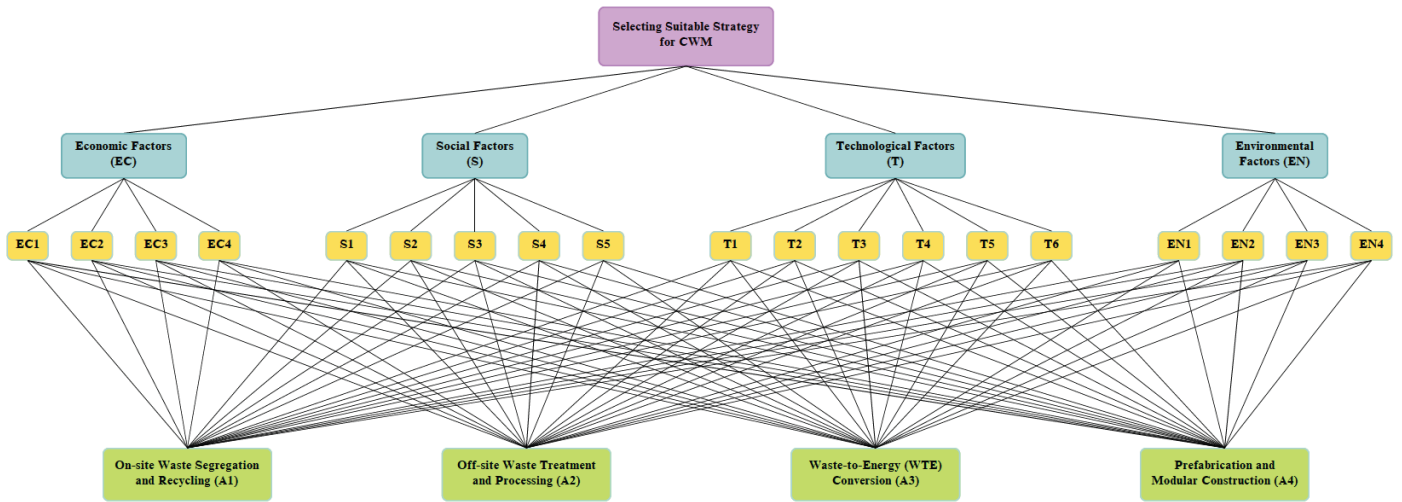 Selecting Suitable Strategy
for CWM
Economic Factors
(EC)
Social Factors
(S)
Technological Factors
(T)
Environmental
Factors (EN)
EC1
EC2
EC3
EC4
S1
S2
S3
S4
S5
T1
T2
T3
T4
T5
T6
EN1
EN2
EN3
EN4
On-site Waste Segregation
and Recycling (A1)
Off-site Waste Treatment
and Processing (A2)
Waste-to-Energy (WTE)
Conversion (A3)
Prefabrication and
Modular Construction (A4)